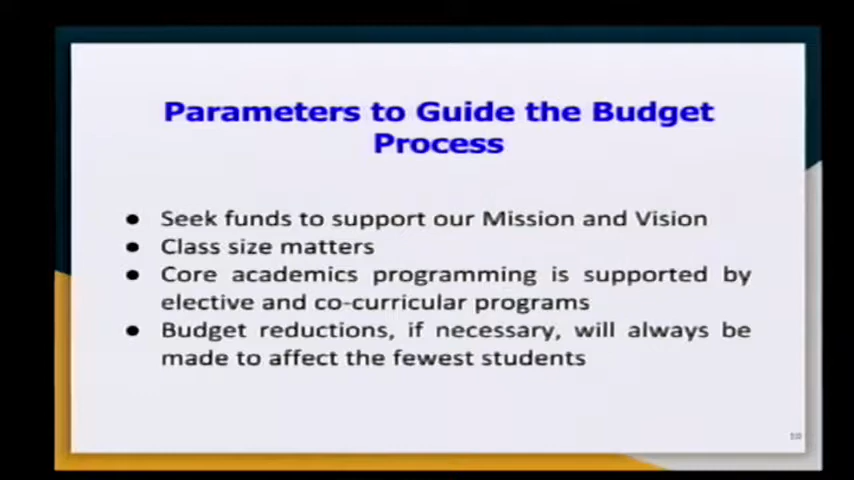 Parameters to Guide the Budget
Process
● Seek funds to support our Mission and Vision
● Class size matters
● Core academics programming is supported by
elective and co-curricular programs
● Budget reductions, if necessary, will always be
made to affect the fewest students